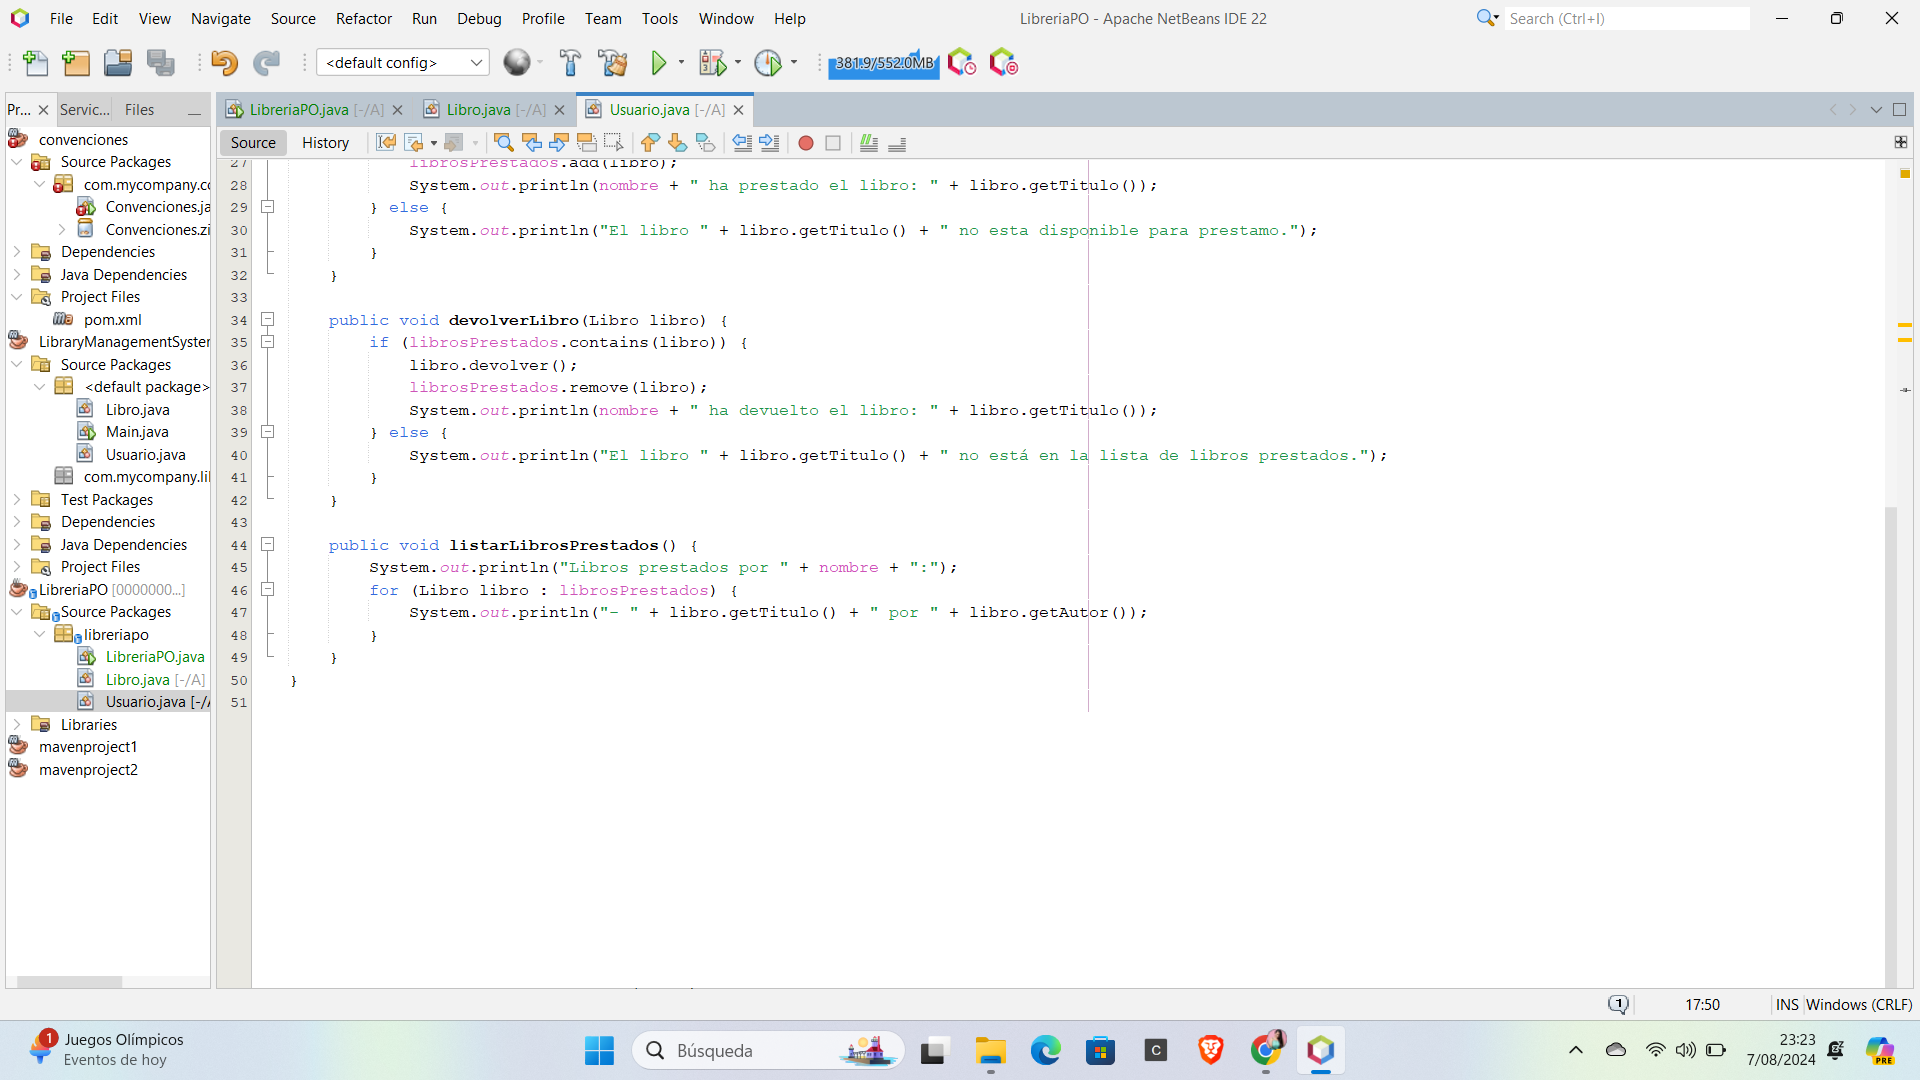 File Edit View Navigate Source Refactor Run Debug Profile Team Tools Window Help
LibreriaPO - Apache NetBeans IDE 22
Search (Ctrl+I)
<default config>
381.9/552.0MB
Pr... Servic... Files
LibreriaPO.java [-/A]
Libro.java [-/A]
Usuario.java [-/A]
Source History
convenciones
Source Packages
com.mycompany.co
Convenciones.ja
Convenciones.zi
Dependencies
Java Dependencies
Project Files
pom.xml
LibraryManagementSyster
Source Packages
<default package>
Libro.java
Main.java
Usuario.java
com.mycompany.lil
Test Packages
Dependencies
Java Dependencies
Project Files
LibreriaPO [0000000...]
Source Packages
libreriapo
LibreriaPO.java
Libro.java [-/A]
Usuario.java [-/A
Libraries
mavenproject1
mavenproject2
27 librosPrestados.add(libro);
28 System.out.println(nombre + " ha prestado el libro: " + libro.getTitulo());
29 } else {
30 System.out.println("El libro " + libro.getTitulo() + " no esta disponible para prestamo.");
31 }
32 }
33
34 public void devolverLibro(Libro libro) {
35 if (librosPrestados.contains(libro)) {
36 libro.devolver();
37 librosPrestados.remove(libro);
38 System.out.println(nombre + " ha devuelto el libro: " + libro.getTitulo());
39 } else {
40 System.out.println("El libro " + libro.getTitulo() + " no está en la lista de libros prestados.");
41 }
42 }
43
44 public void listarLibrosPrestados() {
45 System.out.println("Libros prestados por " + nombre + ":");
46 for (Libro libro : librosPrestados) {
47 System.out.println("- " + libro.getTitulo() + " por " + libro.getAutor());
48 }
49 }
50 }
51
1 17:50 INS Windows (CRLF)
1
Juegos Olímpicos
Eventos de hoy
Búsqueda
C
23:23
7/08/2024
PRE